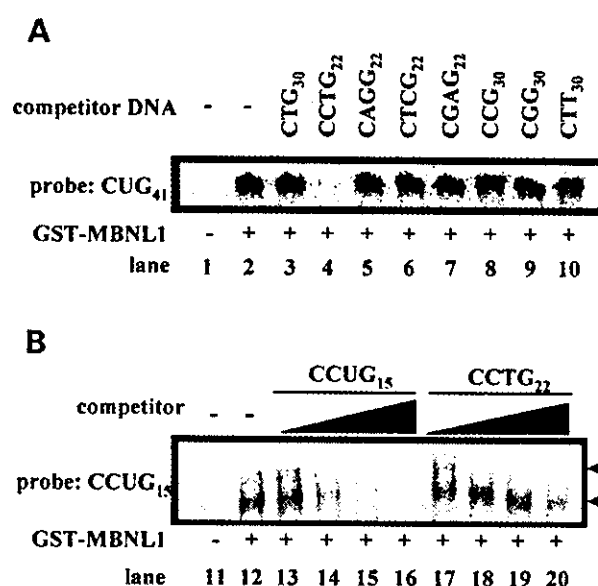 A
competitor DNA - - CTG30 CCTG22 CAGG22 CTCG22 CGAG22 CCG30 CGG30 CTT30
probe: CUG41
GST-MBNL1 - + + + + + + + + +
lane 1 2 3 4 5 6 7 8 9 10
B
CCUG15 CCTG22
competitor - -
probe: CCUG15
GST-MBNL1 - + + + + + + + + +
lane 11 12 13 14 15 16 17 18 19 20